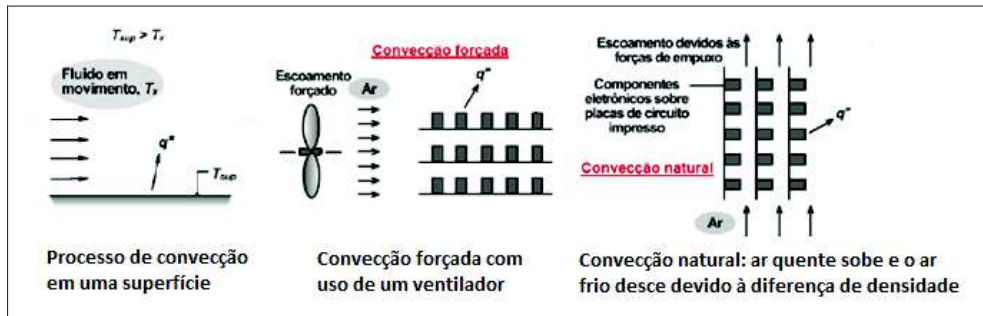 T sup > T x
Fluido em
movimento, T x
q"
T sup
Processo de convecção
em uma superfície
Convecção forçada
Escoamento
forçado
Ar
q"
Convecção forçada com
uso de um ventilador
Escoamento devidos às
forças de empuxo
Componentes
eletrônicos sobre
placas de circuito
impresso
q"
Convecção natural
Ar
Convecção natural: ar quente sobe e o ar
frio desce devido à diferença de densidade